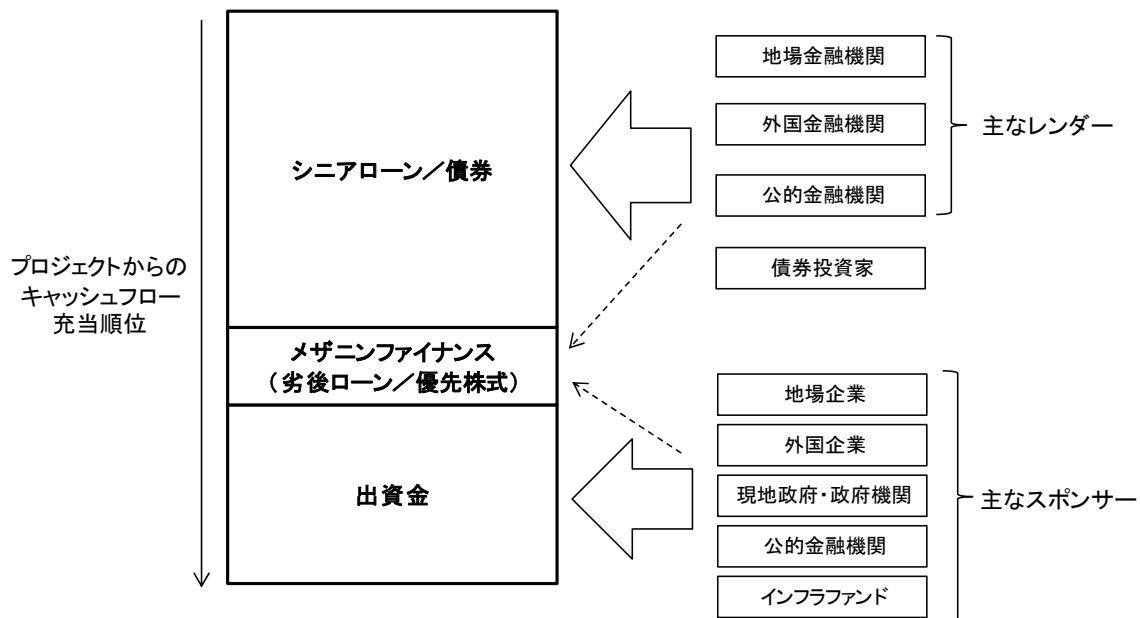 プロジェクトからの
キャッシュフロー
充当順位
シニアローン／債券
メザニンファイナンス
（劣後ローン／優先株式）
出資金
地場金融機関
外国金融機関
公的金融機関
債券投資家
主なレンダー
地場企業
外国企業
現地政府・政府機関
公的金融機関
インフラファンド
主なスポンサー